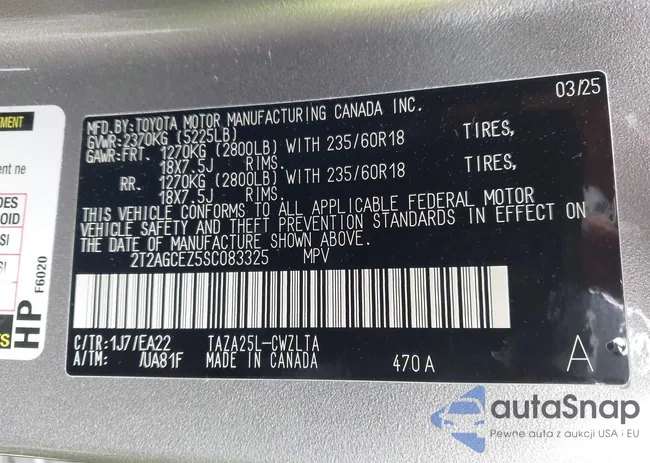 03/25
MFD.BY:TOYOTA MOTOR MANUFACTURING CANADA INC.
GVWR:2370KG (5225LB)
GAWR:FRT. 1270KG (2800LB) WITH 235/60R18 TIRES,
18X7.5J RIMS.
RR. 1270KG (2800LB) WITH 235/60R18 TIRES,
18X7.5J RIMS.
THIS VEHICLE CONFORMS TO ALL APPLICABLE FEDERAL MOTOR
VEHICLE SAFETY AND THEFT PREVENTION STANDARDS IN EFFECT ON
THE DATE OF MANUFACTURE SHOWN ABOVE.
2T2AGCEZ5SC083325 MPV
C/TR:1J7/EA22 TAZA25L-CWZLTA
A/TM: /UA81F MADE IN CANADA 470A A
HP
F6020
autaSnap
Pewne auta z aukcji USA i EU